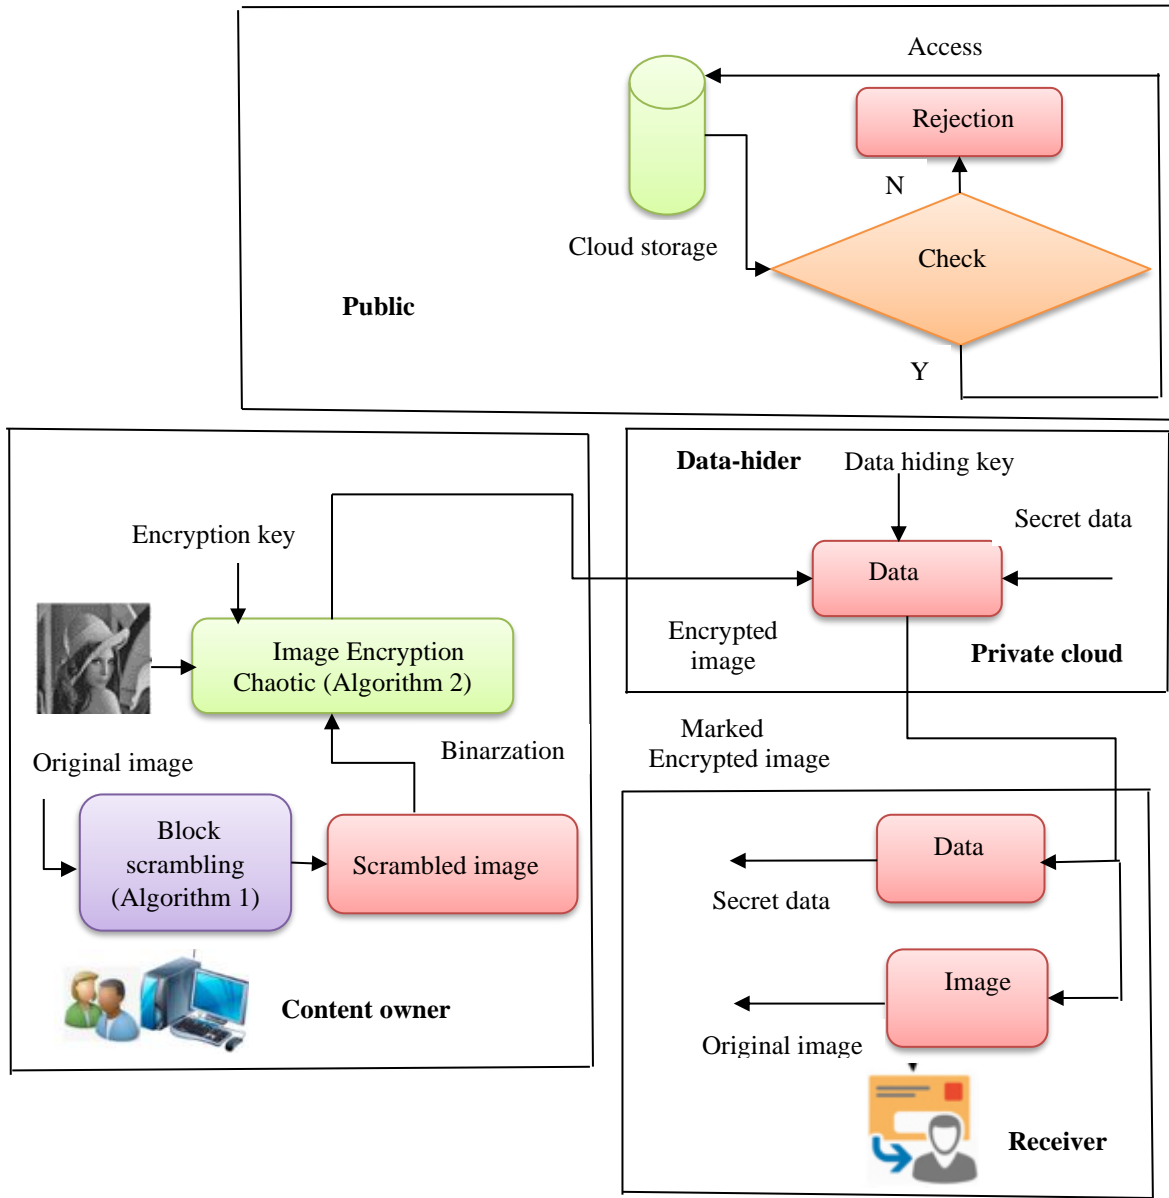 Access
Rejection
N
Cloud storage
Check
Public
Y
Data-hider
Data hiding key
Secret data
Encryption key
Data
Encrypted
image
Private cloud
Image Encryption
Chaotic (Algorithm 2)
Marked
Encrypted image
Binarzation
Original image
Block
scrambling
(Algorithm 1)
Scrambled image
Data
Secret data
Image
Original image
Content owner
Receiver